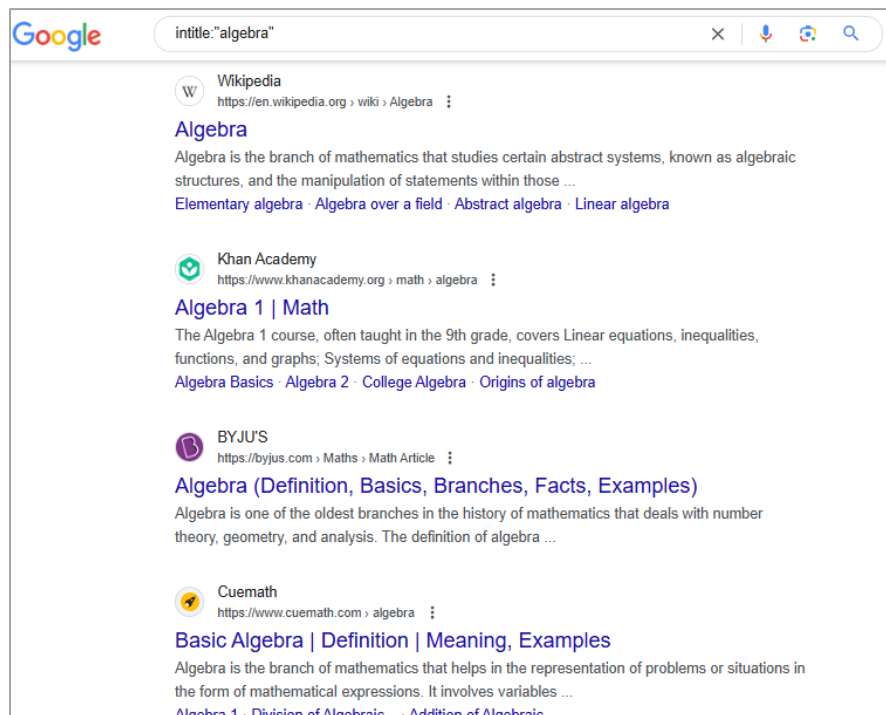 Google
intitle:"algebra"
W
Wikipedia
https://en.wikipedia.org › wiki › Algebra
Algebra
Algebra is the branch of mathematics that studies certain abstract systems, known as algebraic
structures, and the manipulation of statements within those ...
Elementary algebra · Algebra over a field · Abstract algebra · Linear algebra
Khan Academy
https://www.khanacademy.org › math › algebra
Algebra 1 | Math
The Algebra 1 course, often taught in the 9th grade, covers Linear equations, inequalities,
functions, and graphs; Systems of equations and inequalities; ...
Algebra Basics · Algebra 2 · College Algebra · Origins of algebra
B
BYJU'S
https://byjus.com › Maths › Math Article
Algebra (Definition, Basics, Branches, Facts, Examples)
Algebra is one of the oldest branches in the history of mathematics that deals with number
theory, geometry, and analysis. The definition of algebra ...
Cuemath
https://www.cuemath.com › algebra
Basic Algebra | Definition | Meaning, Examples
Algebra is the branch of mathematics that helps in the representation of problems or situations in
the form of mathematical expressions. It involves variables ...
Algebra 1 · Division of Algebraic... · Addition of Algebraic